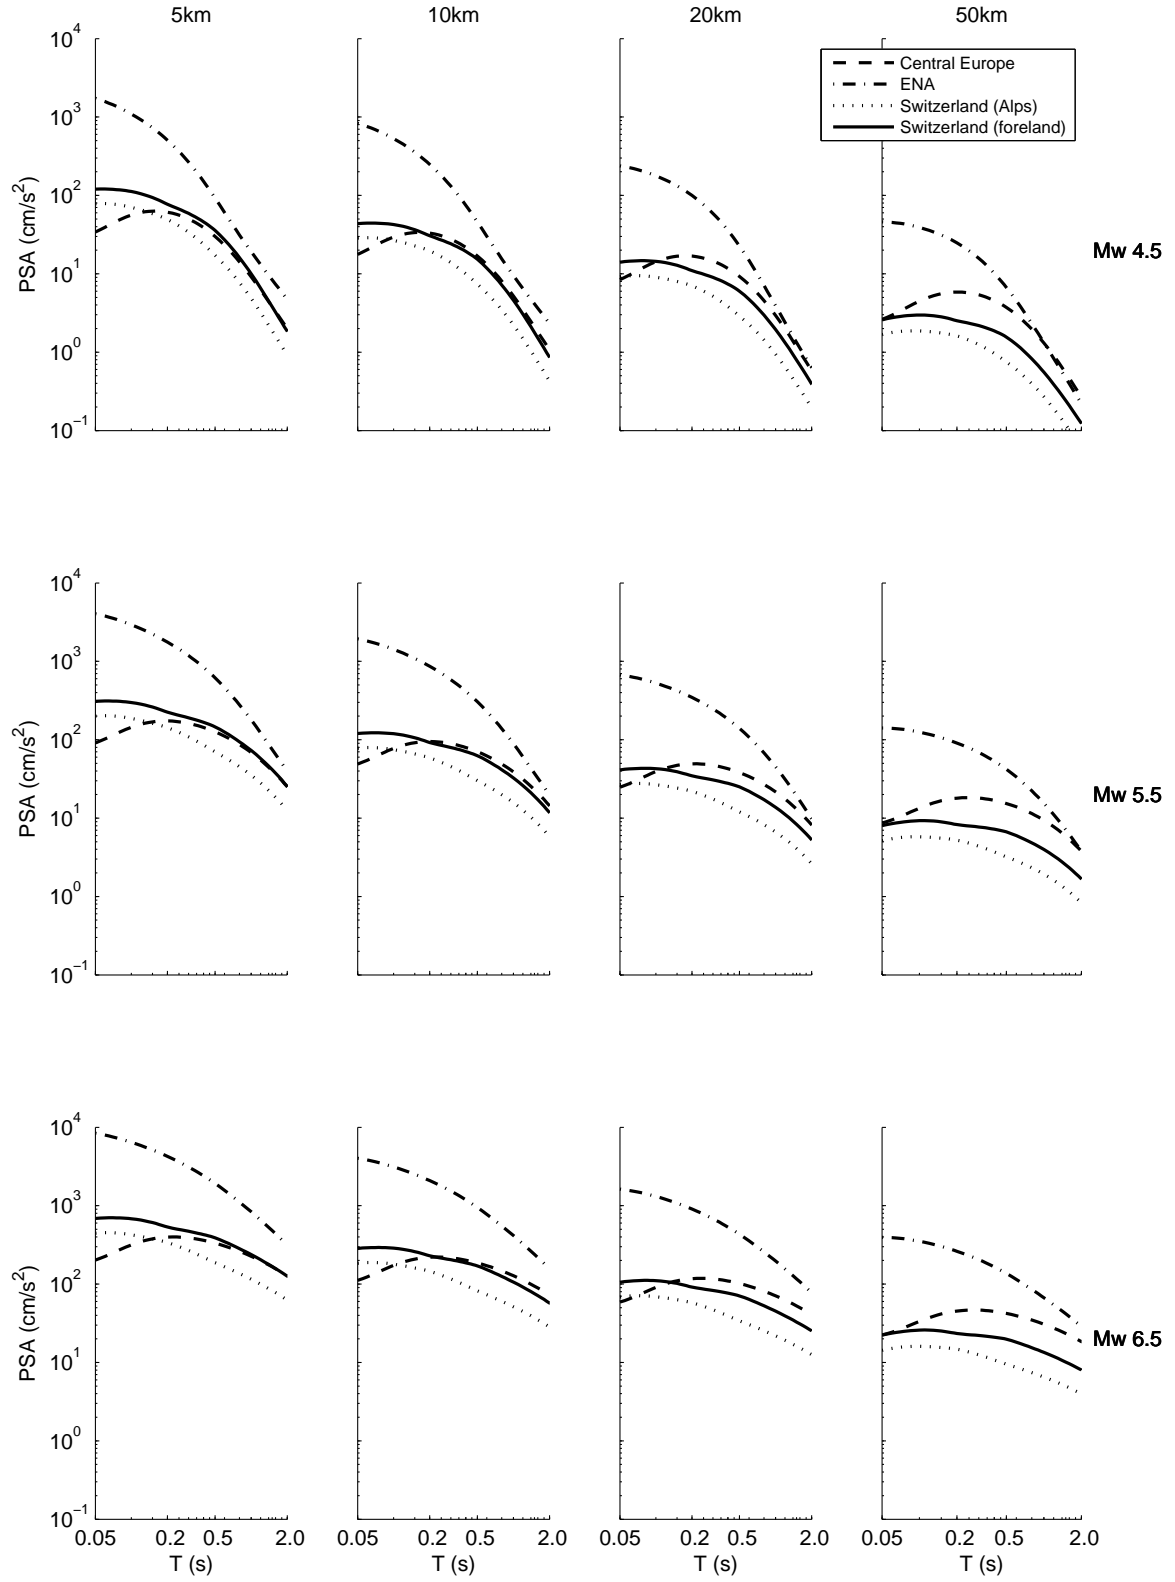 5km 10km 20km 50km
Central Europe
ENA
Switzerland (Alps)
Switzerland (foreland)
10^4
10^3
10^2
10^1
10^0
10^−1
PSA (cm/s^2)
Mw 4.5
10^4
10^3
10^2
10^1
10^0
10^−1
PSA (cm/s^2)
Mw 5.5
10^4
10^3
10^2
10^1
10^0
10^−1
PSA (cm/s^2)
Mw 6.5
0.05 0.2 0.5 2.0 0.05 0.2 0.5 2.0 0.05 0.2 0.5 2.0 0.05 0.2 0.5 2.0
T (s) T (s) T (s) T (s)